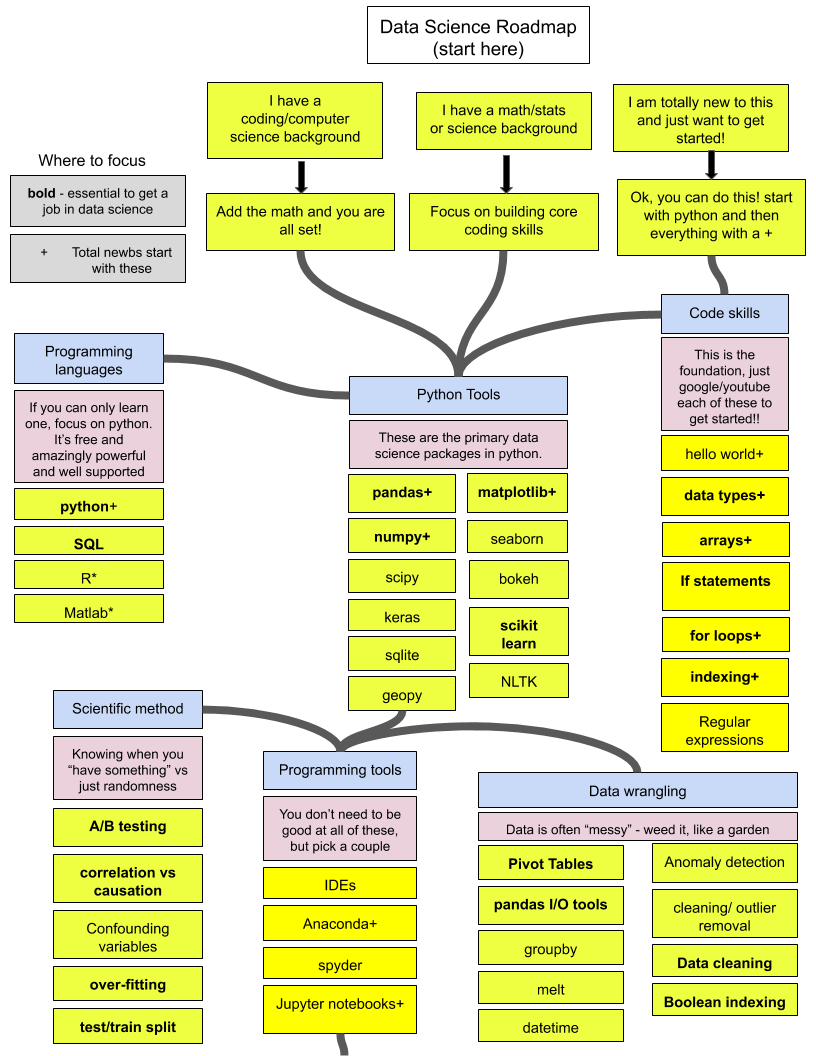 Data Science Roadmap
(start here)
I have a
coding/computer
science background
I have a math/stats
or science background
I am totally new to this
and just want to get
started!
Where to focus
bold - essential to get a
job in data science
+ Total newbs start
with these
Add the math and you are
all set!
Focus on building core
coding skills
Ok, you can do this! start
with python and then
everything with a +
Programming
languages
If you can only learn
one, focus on python.
It's free and
amazingly powerful
and well supported
python+
SQL
R*
Matlab*
Python Tools
These are the primary data
science packages in python.
pandas+
numpy+
scipy
keras
sqlite
geopy
matplotlib+
seaborn
bokeh
scikit
learn
NLTK
Code skills
This is the
foundation, just
google/youtube
each of these to
get started!!
hello world+
data types+
arrays+
If statements
for loops+
indexing+
Regular
expressions
Scientific method
Knowing when you
“have something” vs
just randomness
A/B testing
correlation vs
causation
Confounding
variables
over-fitting
test/train split
Programming tools
You don't need to be
good at all of these,
but pick a couple
IDEs
Anaconda+
spyder
Jupyter notebooks+
Data wrangling
Data is often “messy” - weed it, like a garden
Pivot Tables
pandas I/O tools
groupby
melt
datetime
Anomaly detection
cleaning/ outlier
removal
Data cleaning
Boolean indexing